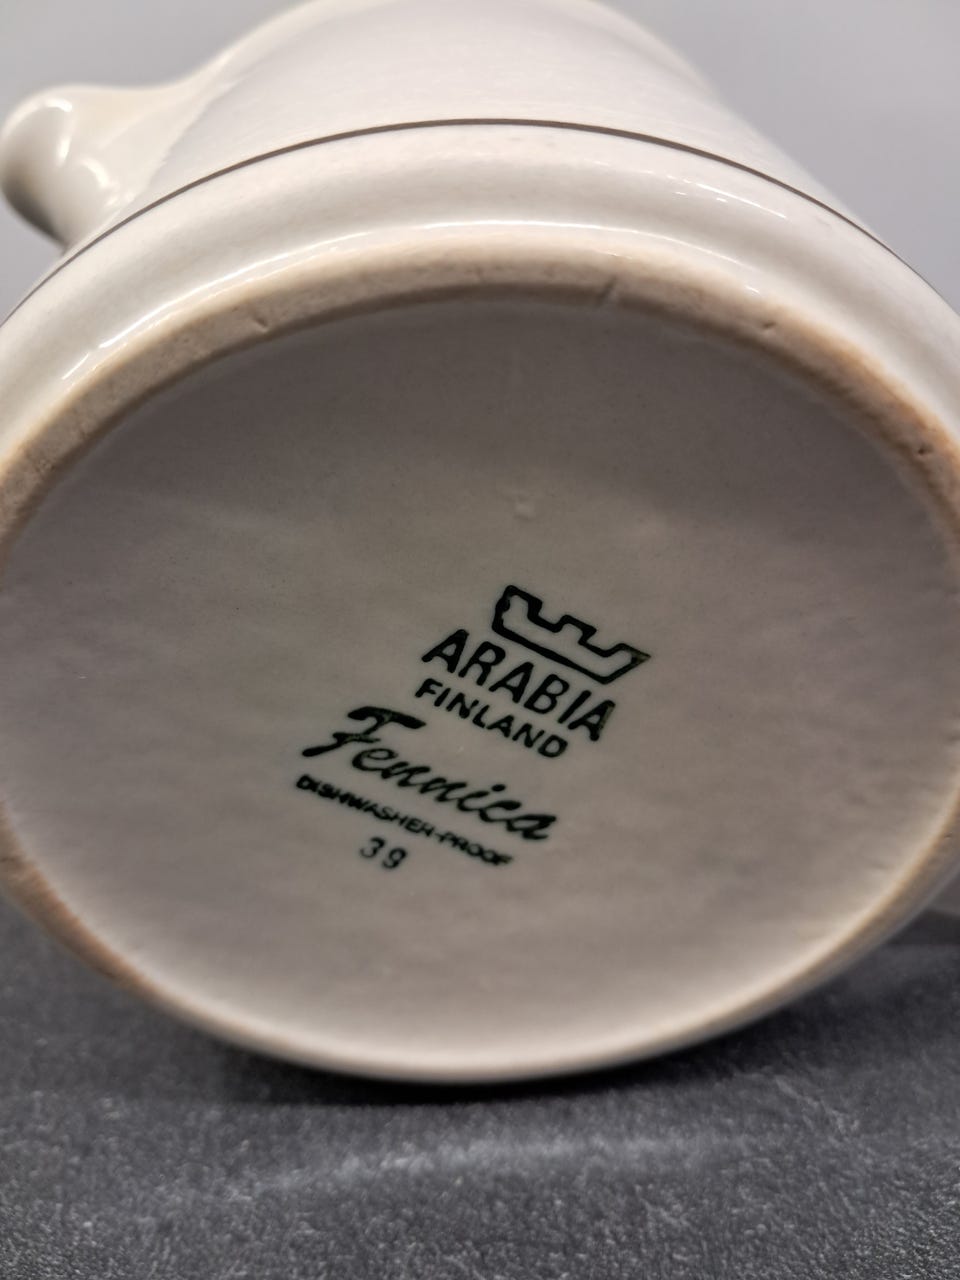 ARABIA
FINLAND
Fennica
DISHWASHER-PROOF
39